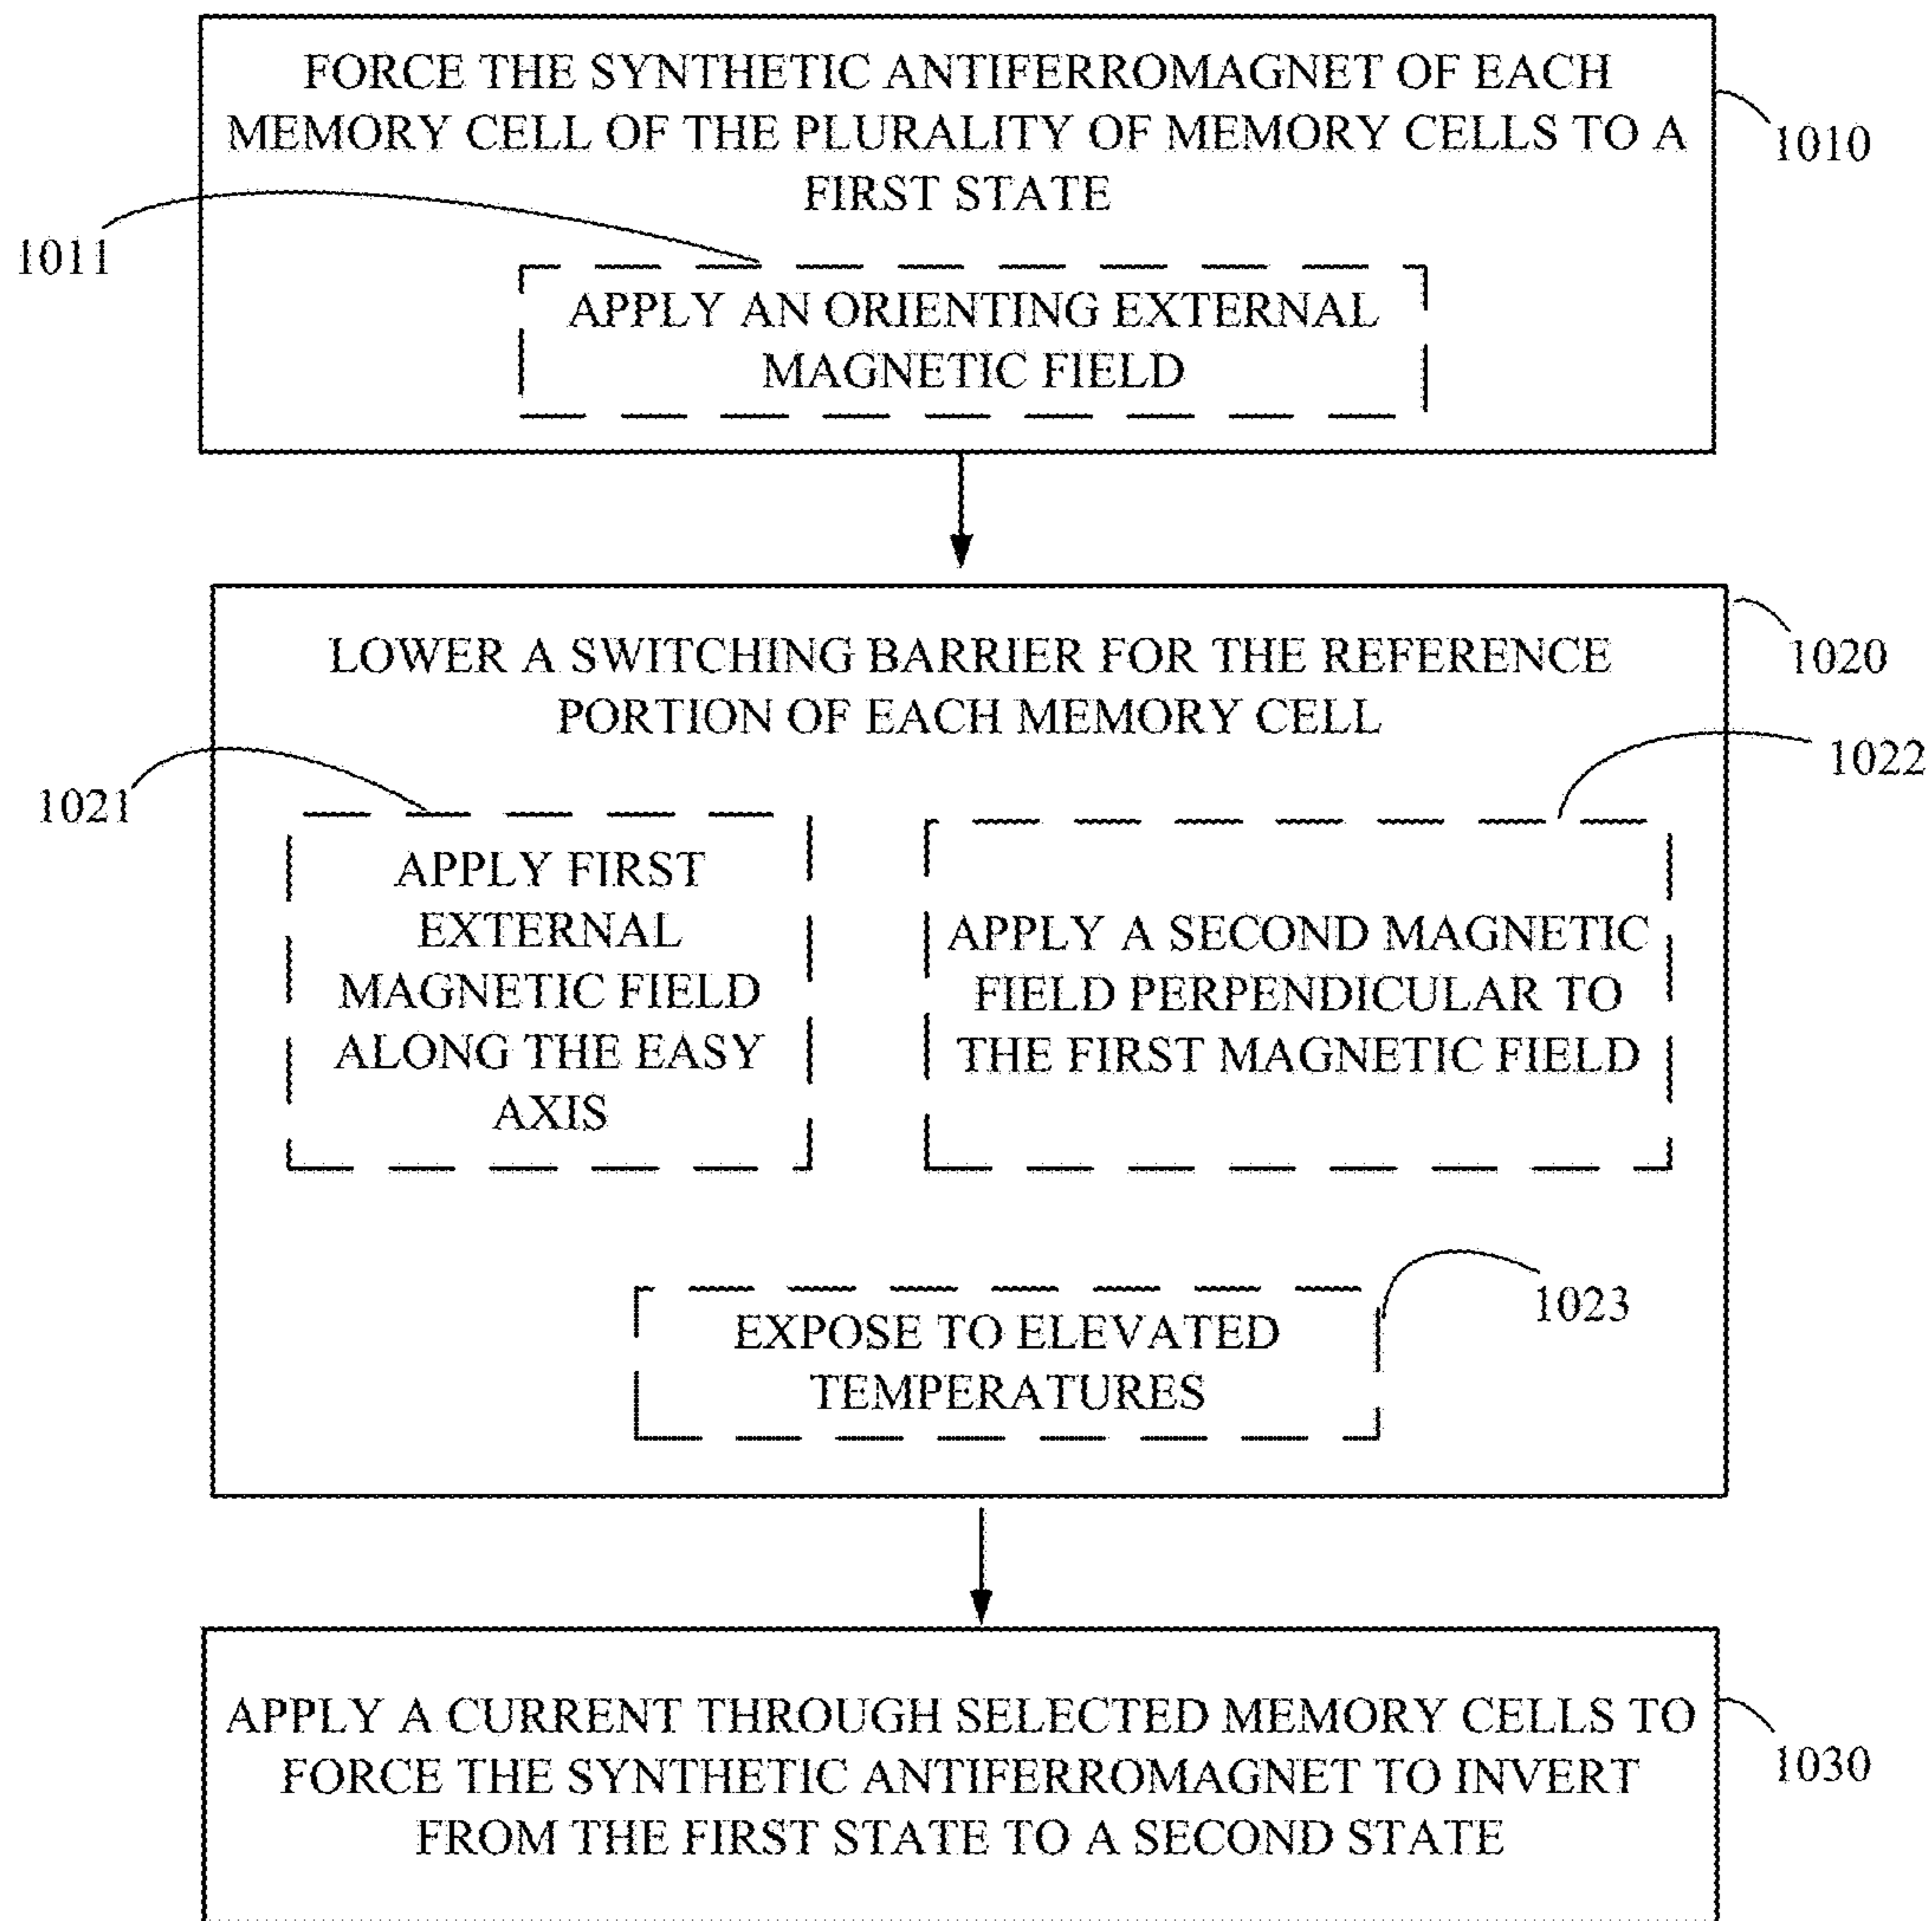 FORCE THE SYNTHETIC ANTIFERROMAGNET OF EACH
MEMORY CELL OF THE PLURALITY OF MEMORY CELLS TO A
FIRST STATE
1010
1011
APPLY AN ORIENTING EXTERNAL
MAGNETIC FIELD
LOWER A SWITCHING BARRIER FOR THE REFERENCE
PORTION OF EACH MEMORY CELL
1020
1021
1022
APPLY FIRST
EXTERNAL
MAGNETIC FIELD
ALONG THE EASY
AXIS
APPLY A SECOND MAGNETIC
FIELD PERPENDICULAR TO
THE FIRST MAGNETIC FIELD
1023
EXPOSE TO ELEVATED
TEMPERATURES
APPLY A CURRENT THROUGH SELECTED MEMORY CELLS TO
FORCE THE SYNTHETIC ANTIFERROMAGNET TO INVERT
FROM THE FIRST STATE TO A SECOND STATE
1030